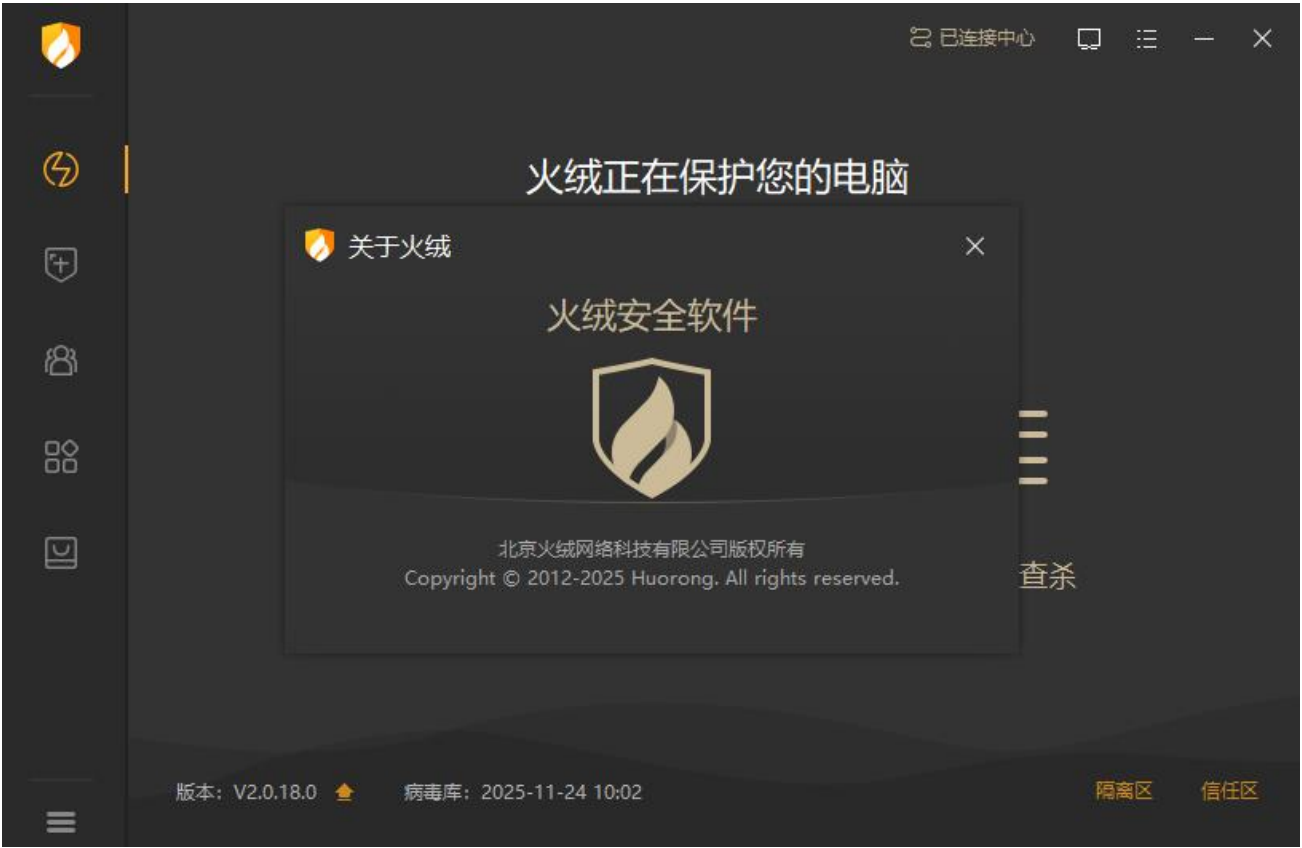 已连接中心
火绒正在保护您的电脑
关于火绒
火绒安全软件
北京火绒网络科技有限公司版权所有
Copyright © 2012-2025 Huorong. All rights reserved.
查杀
版本：V2.0.18.0 病毒库：2025-11-24 10:02 隔离区 信任区